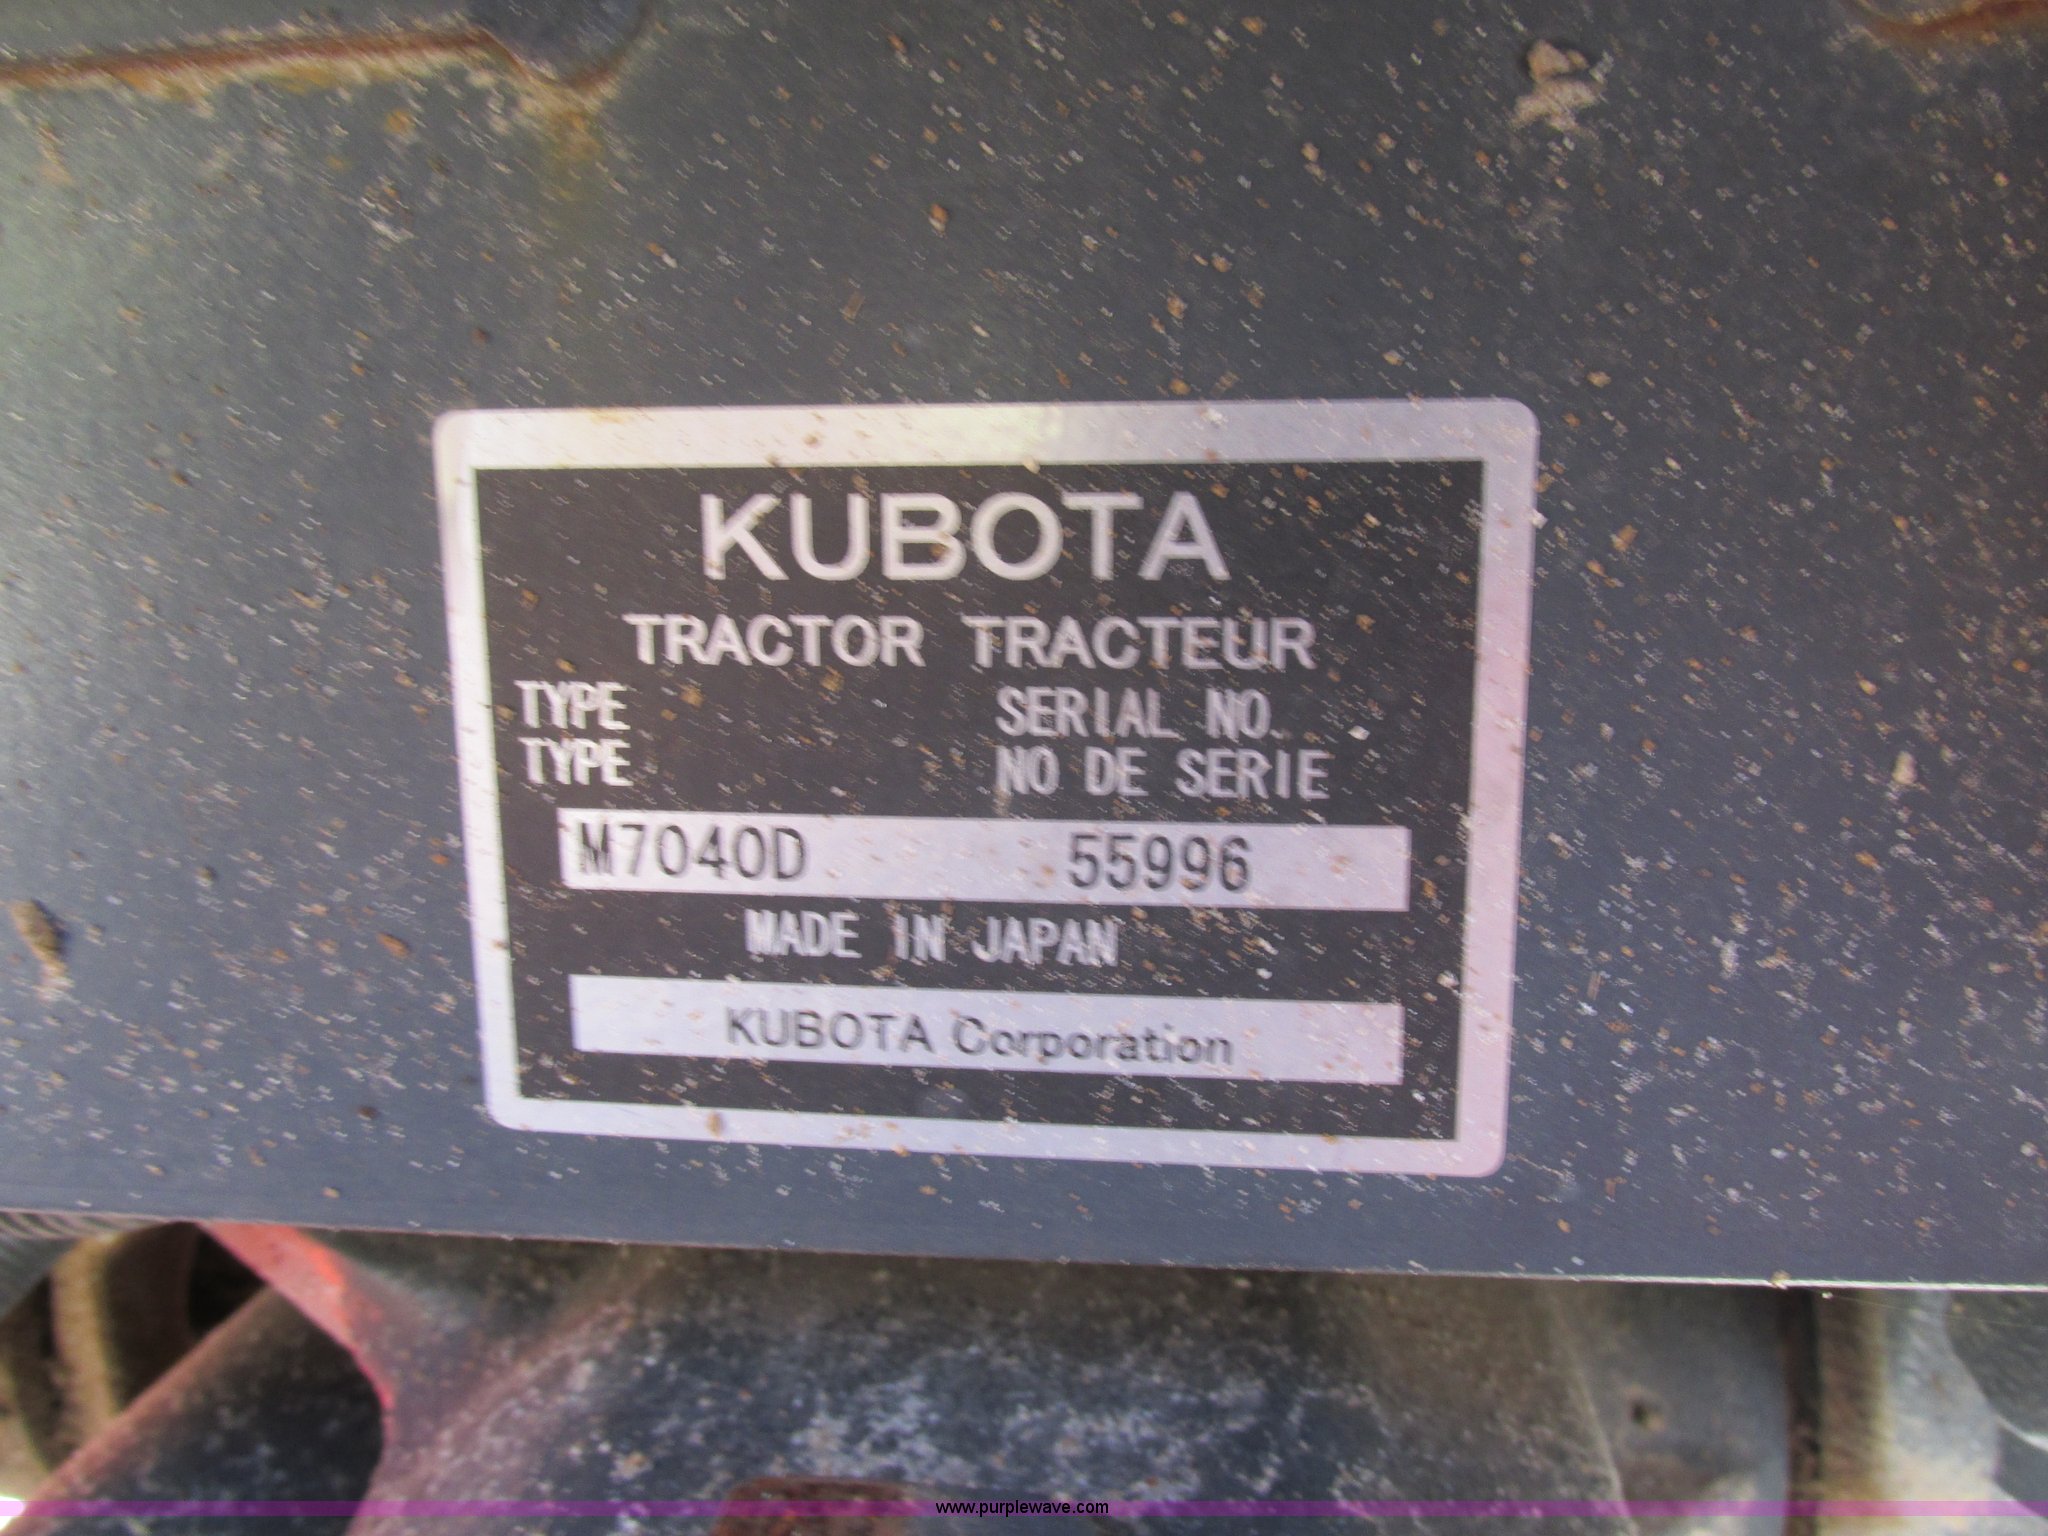 KUBOTA
TRACTOR TRACTEUR
TYPE SERIAL NO.
TYPE NO DE SERIE
M7040D 55996
MADE IN JAPAN
KUBOTA Corporation
www.purplewave.com